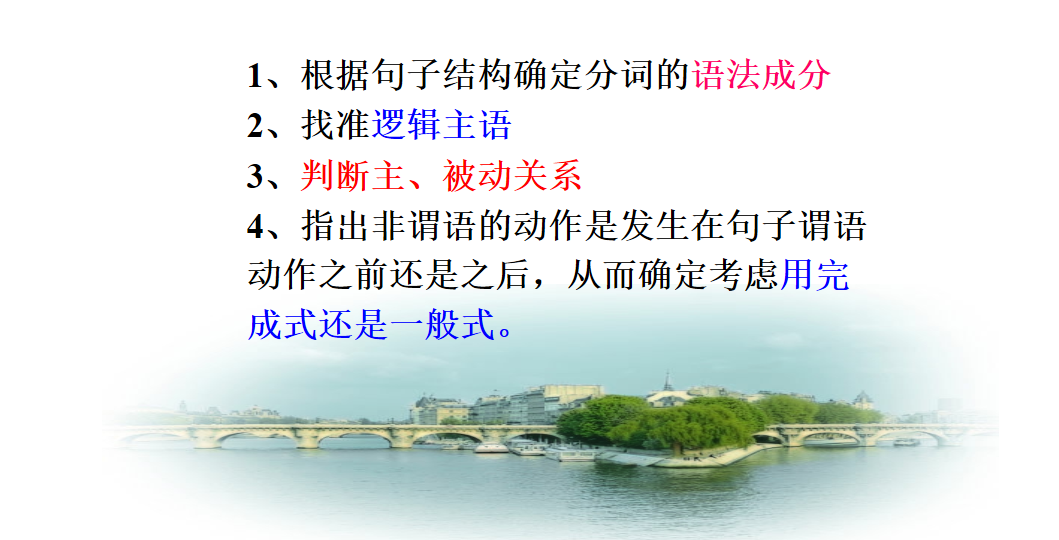 1、根据句子结构确定分词的语法成分
2、找准逻辑主语
3、判断主、被动关系
4、指出非谓语的动作是发生在句子谓语
动作之前还是之后，从而确定考虑用完
成式还是一般式。